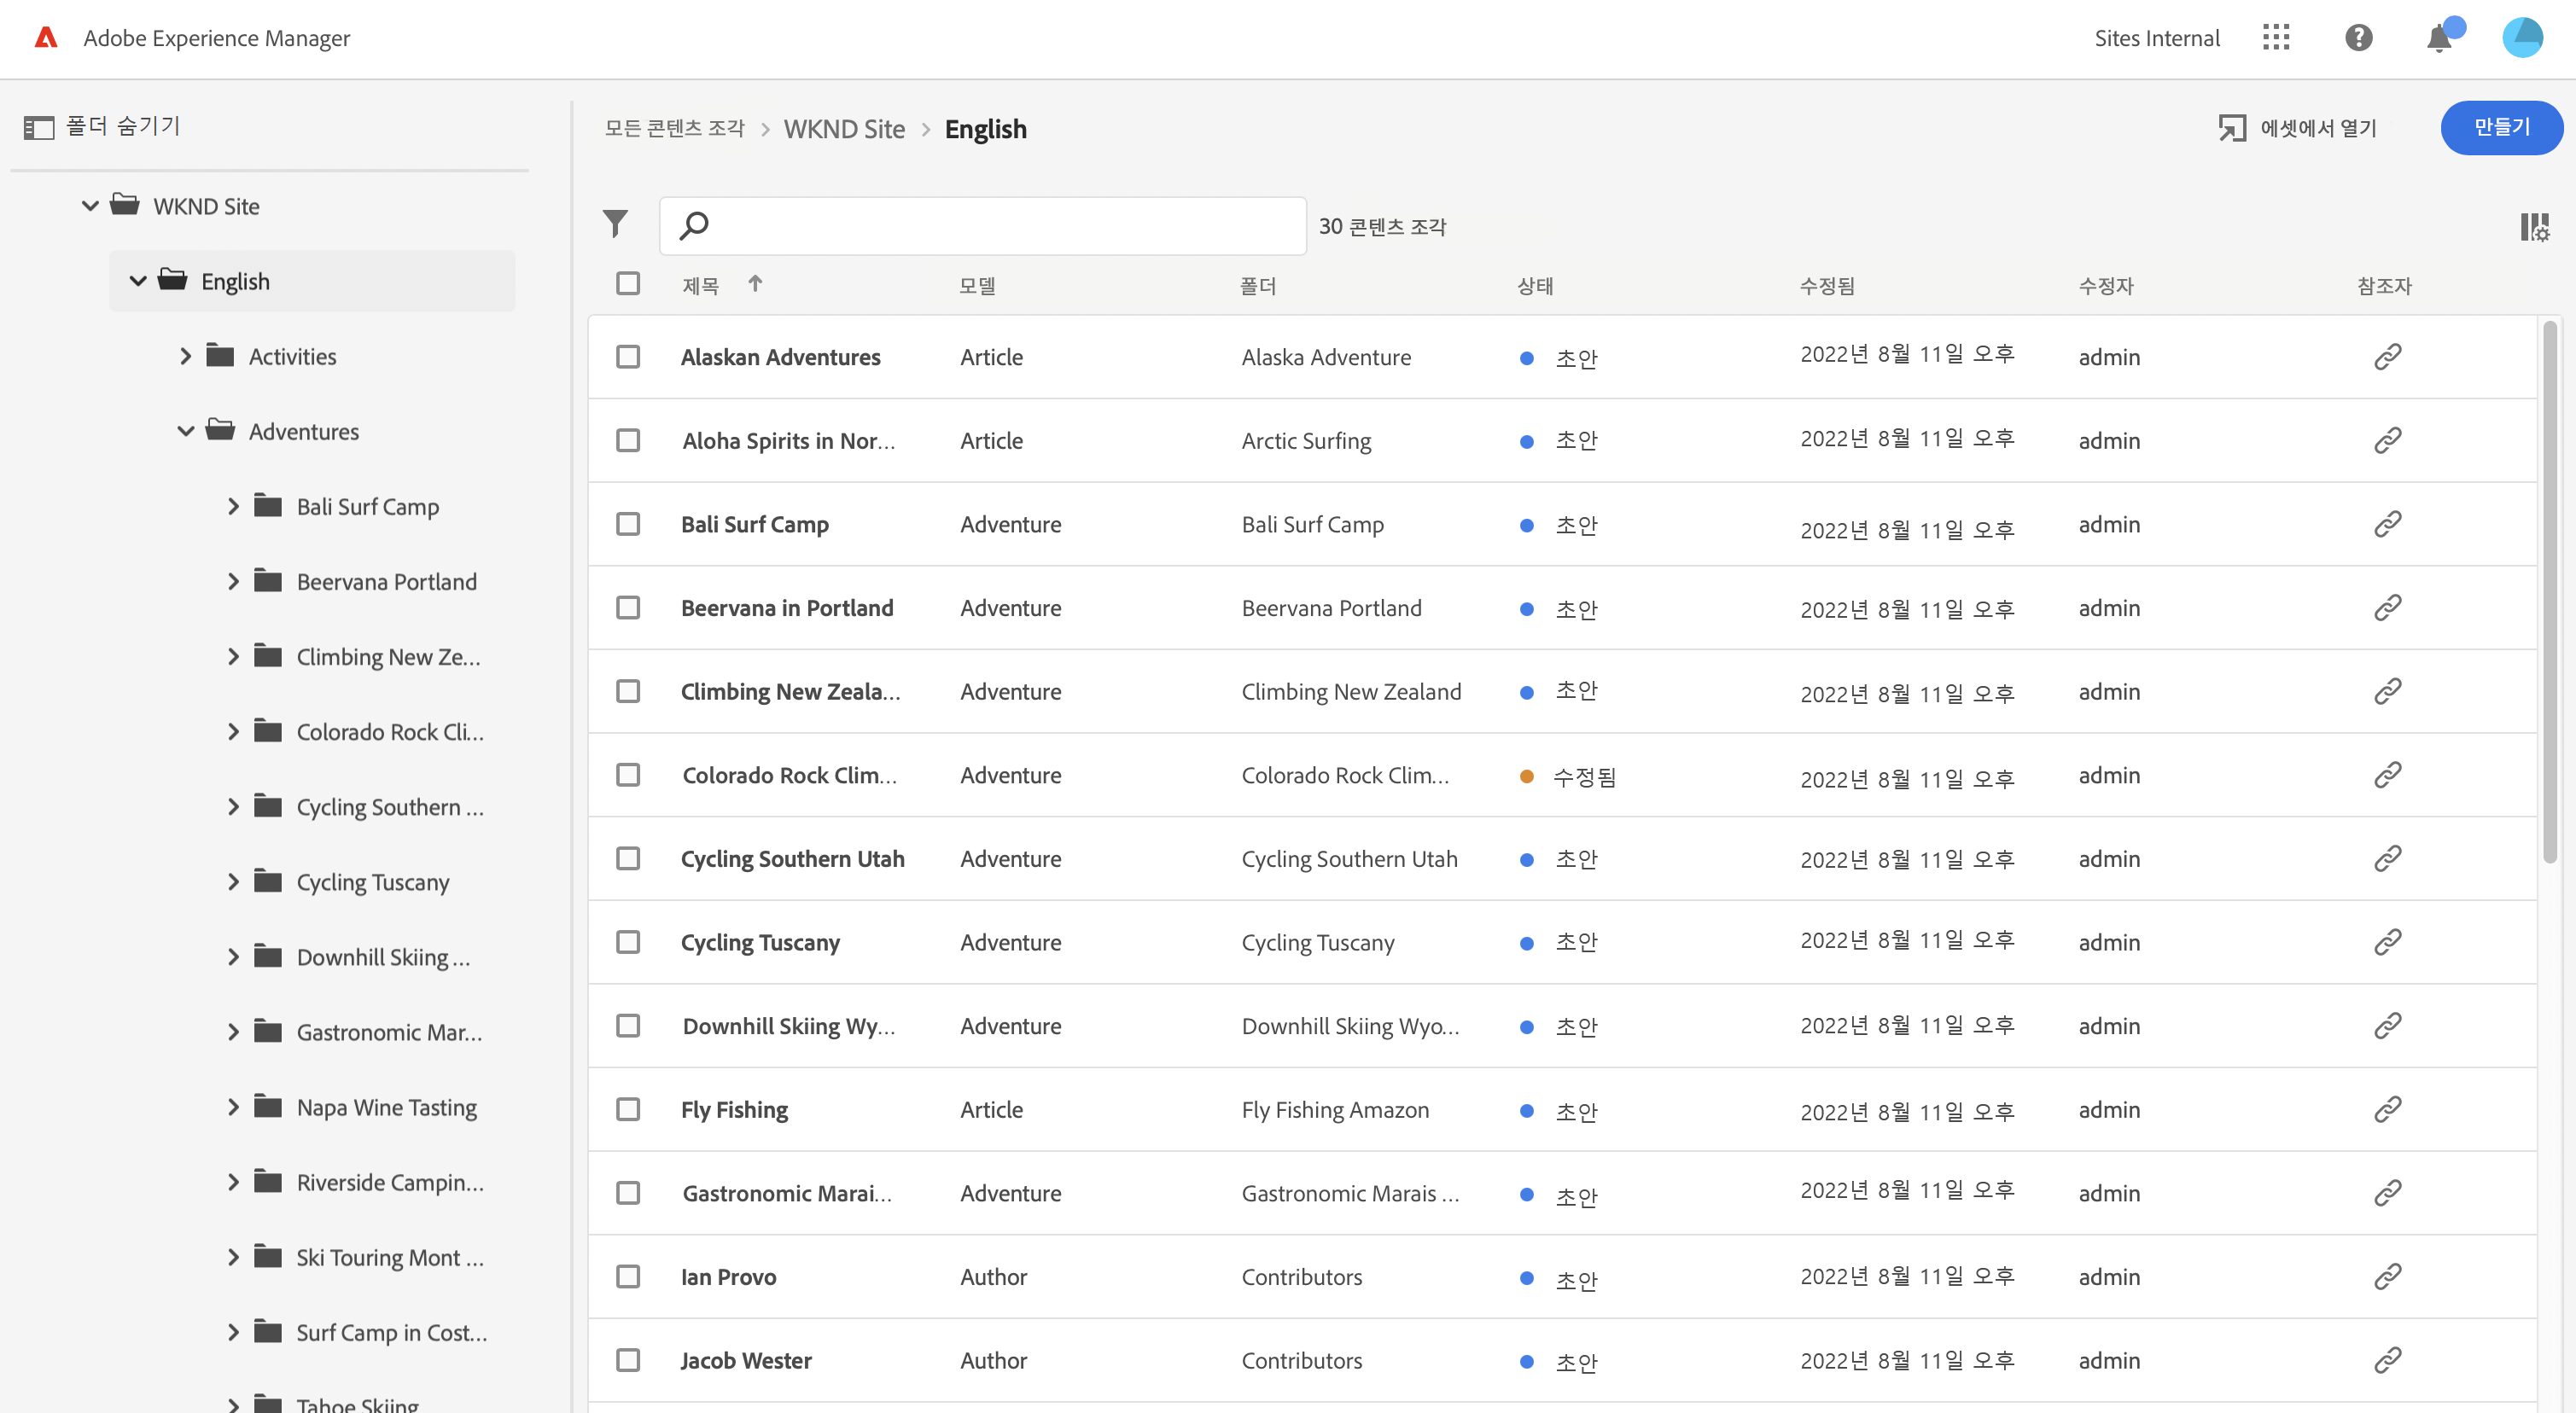 Adobe Experience Manager
Sites Internal
폴더 숨기기
모든 콘텐츠 조각 > WKND Site > English
에셋에서 열기
만들기
WKND Site
English
Activities
Adventures
Bali Surf Camp
Beervana Portland
Climbing New Ze...
Colorado Rock Cli...
Cycling Southern ...
Cycling Tuscany
Downhill Skiing ...
Gastronomic Mar...
Napa Wine Tasting
Riverside Campin...
Ski Touring Mont ...
Surf Camp in Cost...
Tahoe Skiing
30 콘텐츠 조각
제목 모델 폴더 상태 수정됨 수정자 참조자
Alaskan Adventures Article Alaska Adventure 초안 2022년 8월 11일 오후 admin
Aloha Spirits in Nor... Article Arctic Surfing 초안 2022년 8월 11일 오후 admin
Bali Surf Camp Adventure Bali Surf Camp 초안 2022년 8월 11일 오후 admin
Beervana in Portland Adventure Beervana Portland 초안 2022년 8월 11일 오후 admin
Climbing New Zeala... Adventure Climbing New Zealand 초안 2022년 8월 11일 오후 admin
Colorado Rock Clim... Adventure Colorado Rock Clim... 수정됨 2022년 8월 11일 오후 admin
Cycling Southern Utah Adventure Cycling Southern Utah 초안 2022년 8월 11일 오후 admin
Cycling Tuscany Adventure Cycling Tuscany 초안 2022년 8월 11일 오후 admin
Downhill Skiing Wy... Adventure Downhill Skiing Wyo... 초안 2022년 8월 11일 오후 admin
Fly Fishing Article Fly Fishing Amazon 초안 2022년 8월 11일 오후 admin
Gastronomic Marai... Adventure Gastronomic Marais ... 초안 2022년 8월 11일 오후 admin
Ian Provo Author Contributors 초안 2022년 8월 11일 오후 admin
Jacob Wester Author Contributors 초안 2022년 8월 11일 오후 admin